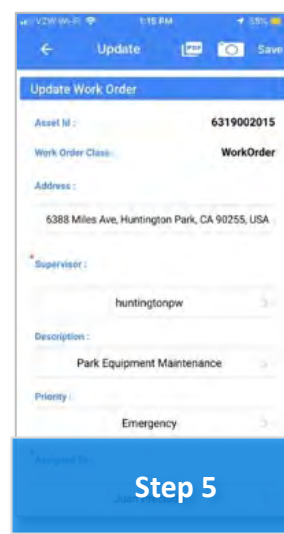 VZW Wi-Fi 1:15 PM 55%
Update PDF Save
Update Work Order
Asset Id : 6319002015
Work Order Class : WorkOrder
Address :
6388 Miles Ave, Huntington Park, CA 90255, USA
*Supervisor :
huntingtonpw
Description :
Park Equipment Maintenance
Priority :
Emergency
*Assigned To :
Step 5
Juan